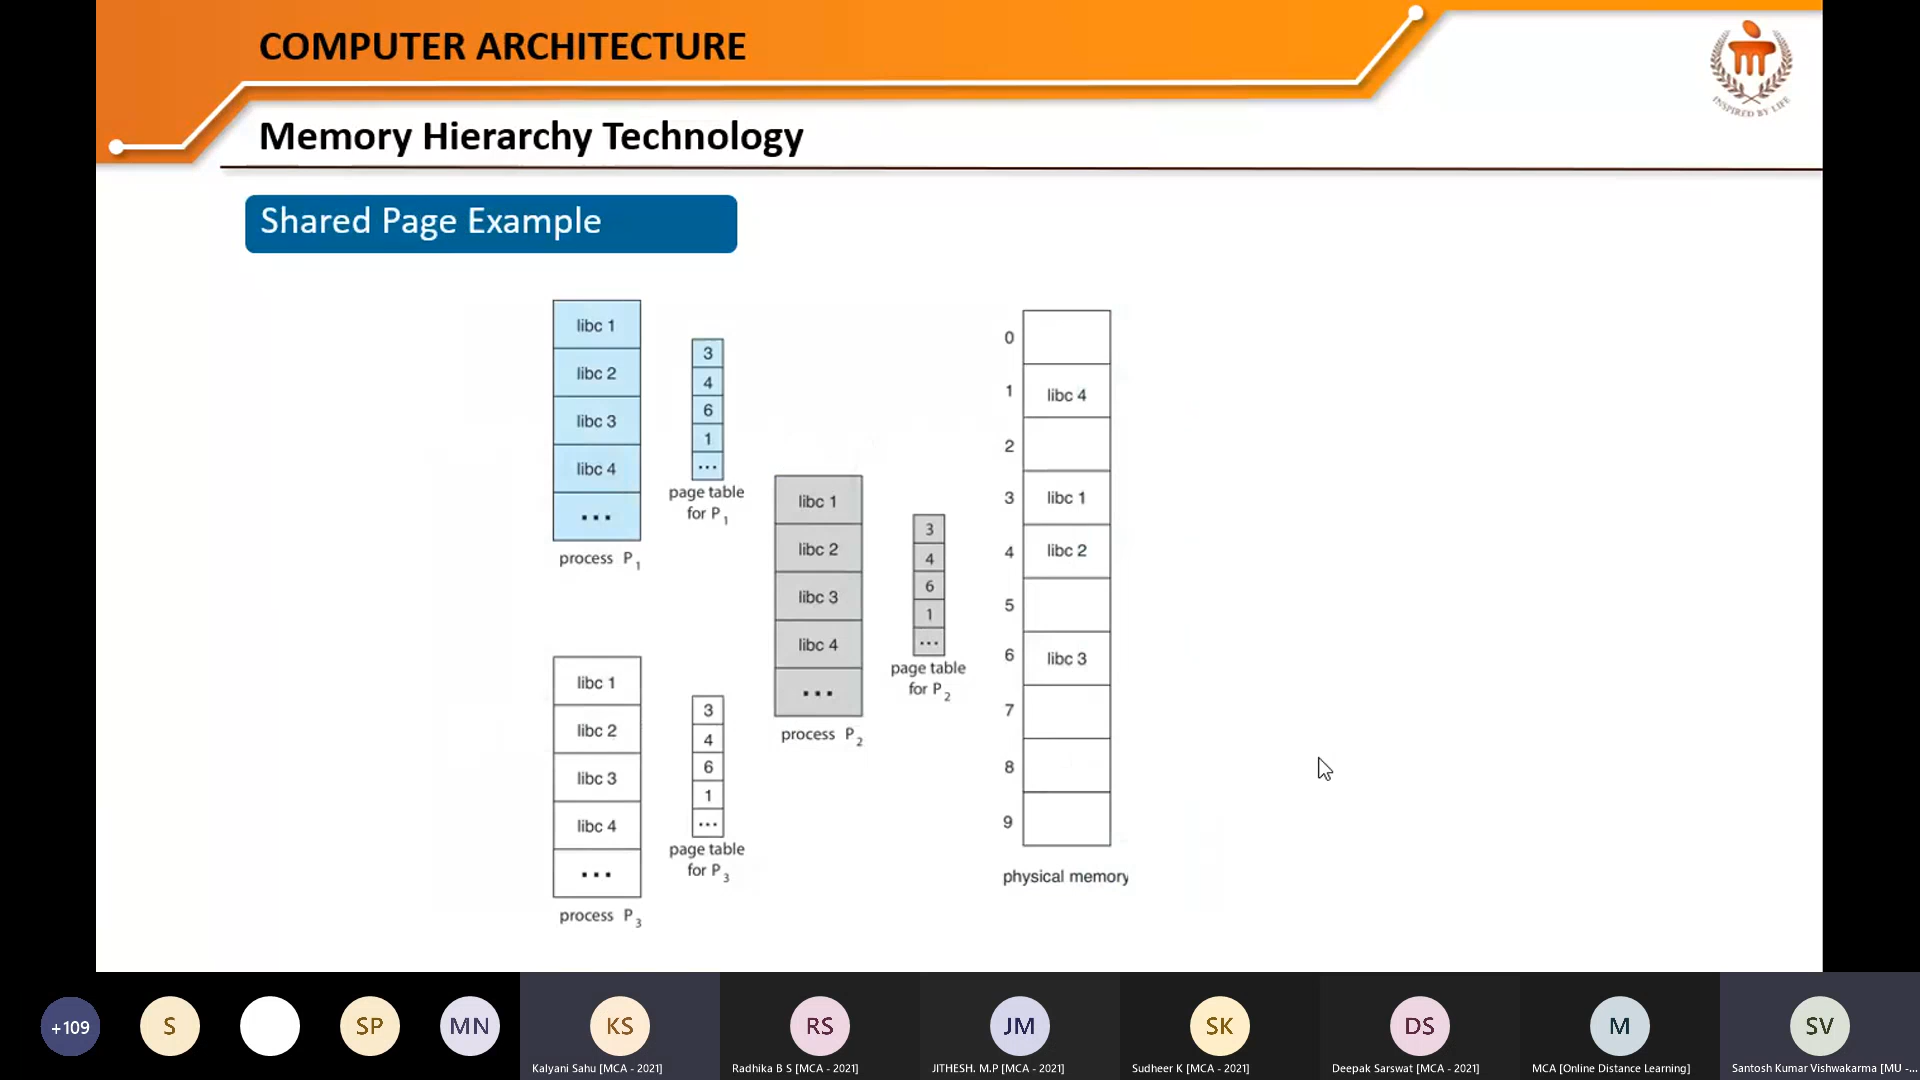 COMPUTER ARCHITECTURE
INSPIRED BY LIFE
Memory Hierarchy Technology
Shared Page Example
libc 1
libc 2
libc 3
libc 4
...
process P1
3
4
6
1
...
page table
for P1
libc 1
libc 2
libc 3
libc 4
...
process P2
3
4
6
1
...
page table
for P2
libc 1
libc 2
libc 3
libc 4
...
process P3
3
4
6
1
...
page table
for P3
0
1 libc 4
2
3 libc 1
4 libc 2
5
6 libc 3
7
8
9
physical memory
+109
S
SP
MN
KS
Kalyani Sahu [MCA - 2021]
RS
Radhika B S [MCA - 2021]
JM
JITHESH. M.P [MCA - 2021]
SK
Sudheer K [MCA - 2021]
DS
Deepak Sarswat [MCA - 2021]
M
MCA [Online Distance Learning]
SV
Santosh Kumar Vishwakarma [MU -...